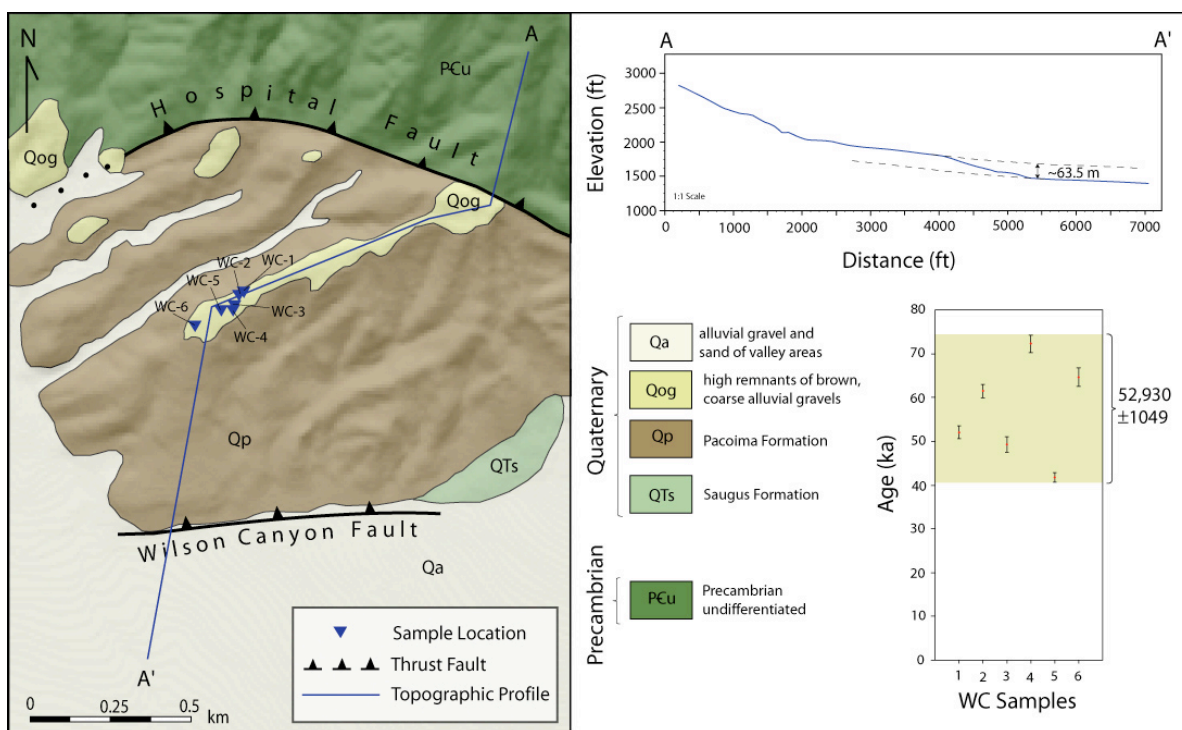 N
A
PꞒu
Hospital Fault
Qog
Qog
WC-2
WC-1
WC-5
WC-6
WC-3
WC-4
Qp
QTs
Wilson Canyon Fault
Qa
A'
Sample Location
Thrust Fault
Topographic Profile
0
0.25
0.5
km
A
A'
Elevation (ft)
3000
2500
2000
1500
1000
~63.5 m
1:1 Scale
0
1000
2000
3000
4000
5000
6000
7000
Distance (ft)
Quaternary
Qa
alluvial gravel and
sand of valley areas
Qog
high remnants of brown,
coarse alluvial gravels
Qp
Pacoima Formation
QTs
Saugus Formation
Precambrian
PꞒu
Precambrian
undifferentiated
Age (ka)
80
70
60
50
40
30
20
10
0
52,930
±1049
1
2
3
4
5
6
WC Samples